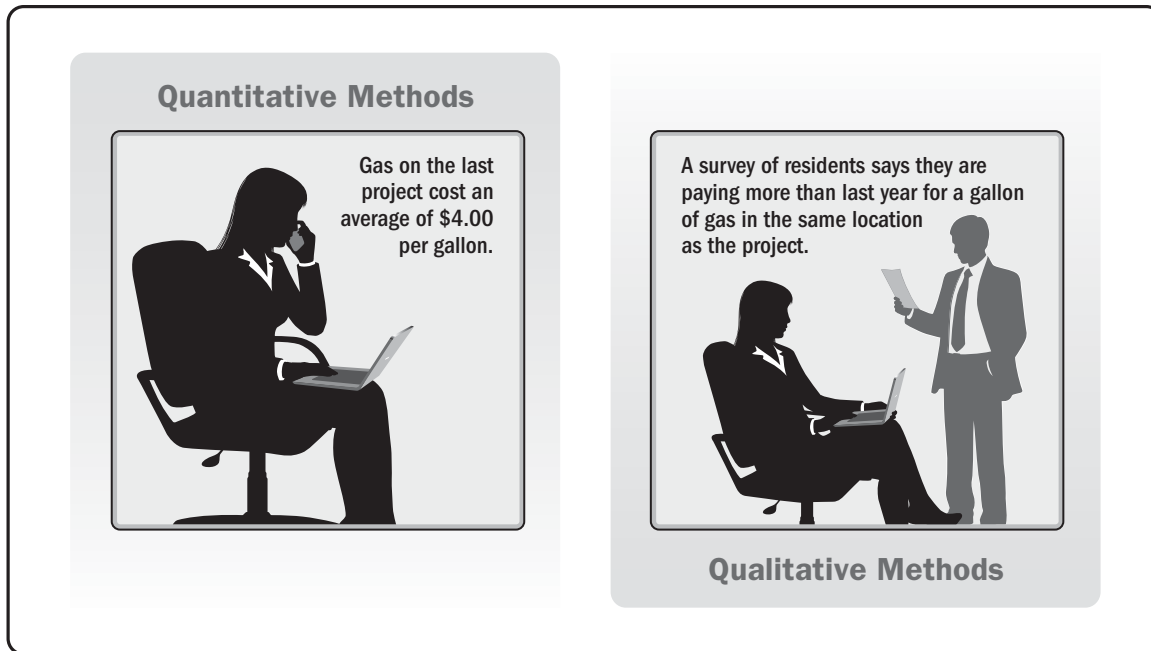 Quantitative Methods
Gas on the last
project cost an
average of $4.00
per gallon.
A survey of residents says they are
paying more than last year for a gallon
of gas in the same location
as the project.
Qualitative Methods